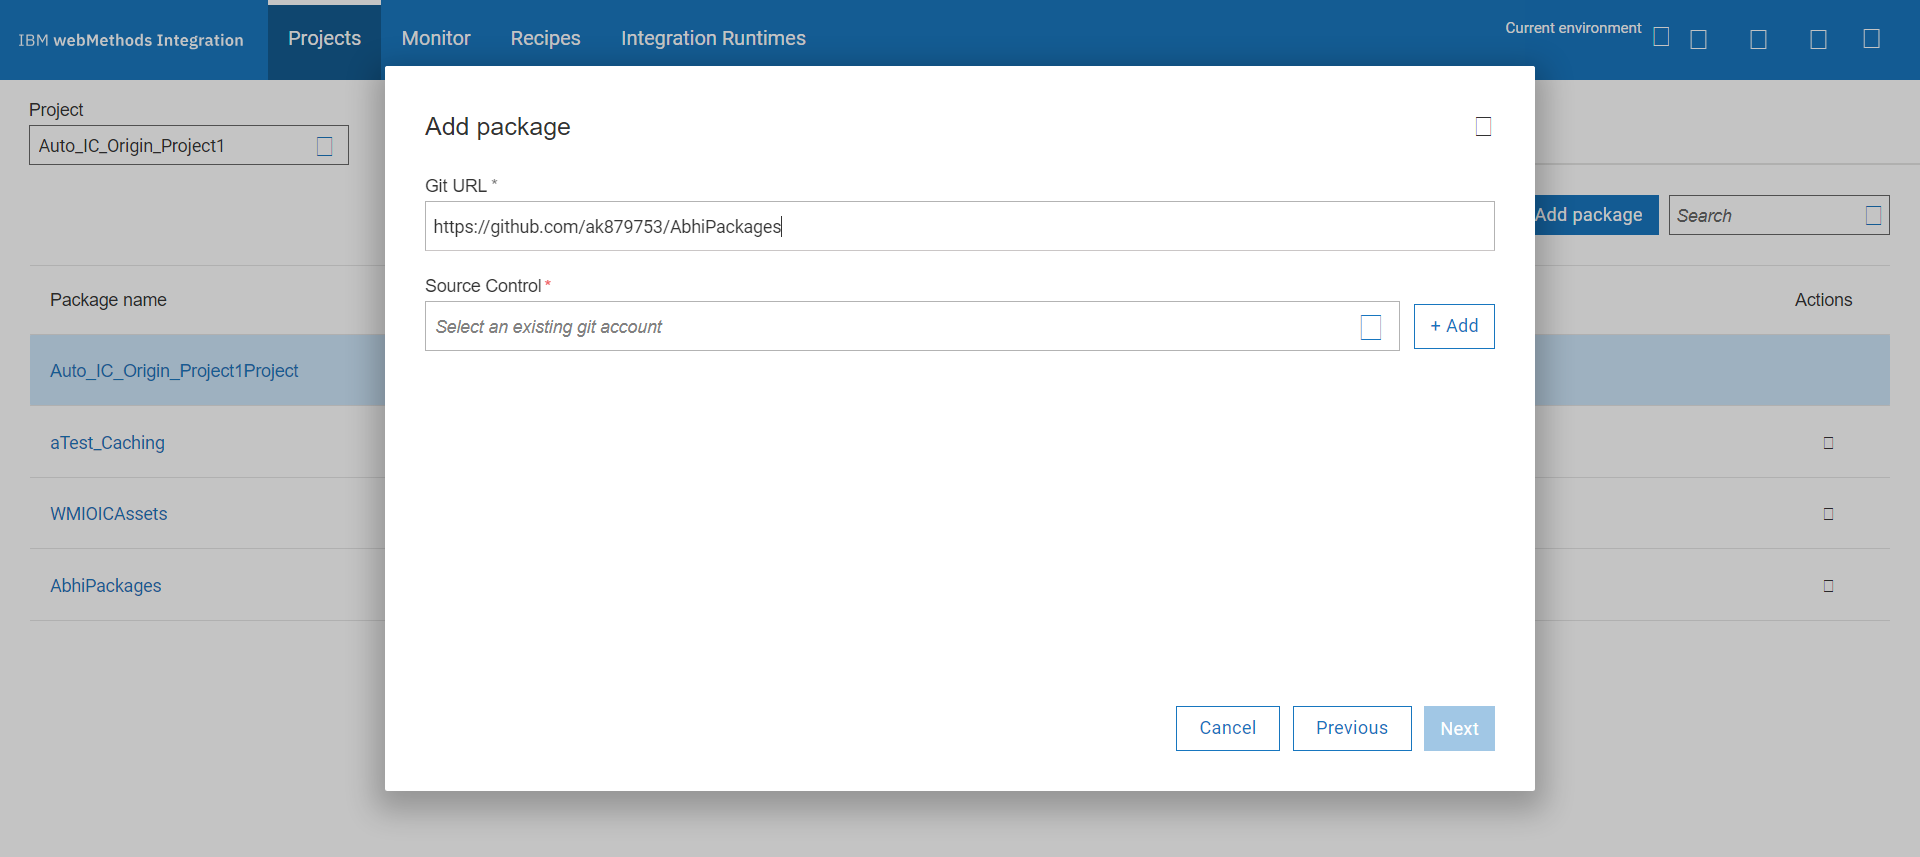 IBM webMethods Integration
Projects
Monitor
Recipes
Integration Runtimes
Current environment
Project
Auto_IC_Origin_Project1
Add package
Search
Package name
Actions
Auto_IC_Origin_Project1Project
aTest_Caching
WMIOICAssets
AbhiPackages
Add package
Git URL *
https://github.com/ak879753/AbhiPackages
Source Control *
Select an existing git account
+ Add
Cancel
Previous
Next